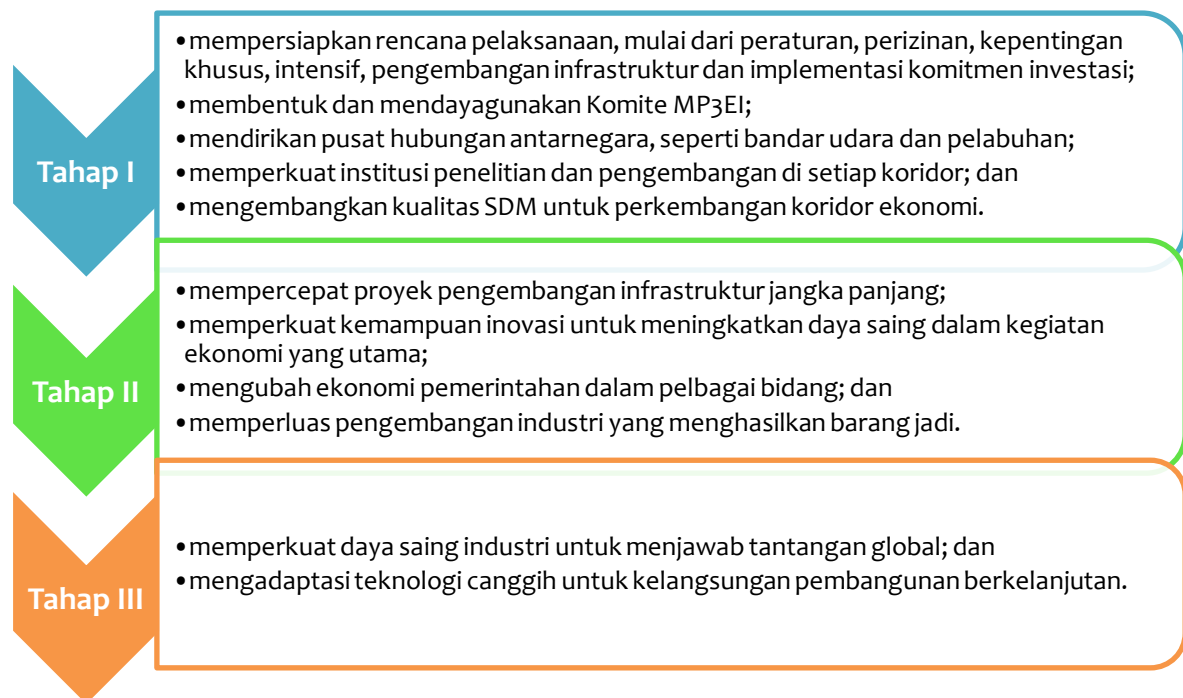 Tahap I
•mempersiapkan rencana pelaksanaan, mulai dari peraturan, perizinan, kepentingan
khusus, intensif, pengembangan infrastruktur dan implementasi komitmen investasi;
•membentuk dan mendayagunakan Komite MP3EI;
•mendirikan pusat hubungan antarnegara, seperti bandar udara dan pelabuhan;
•memperkuat institusi penelitian dan pengembangan di setiap koridor; dan
•mengembangkan kualitas SDM untuk perkembangan koridor ekonomi.
Tahap II
•mempercepat proyek pengembangan infrastruktur jangka panjang;
•memperkuat kemampuan inovasi untuk meningkatkan daya saing dalam kegiatan
ekonomi yang utama;
•mengubah ekonomi pemerintahan dalam pelbagai bidang; dan
•memperluas pengembangan industri yang menghasilkan barang jadi.
Tahap III
•memperkuat daya saing industri untuk menjawab tantangan global; dan
•mengadaptasi teknologi canggih untuk kelangsungan pembangunan berkelanjutan.